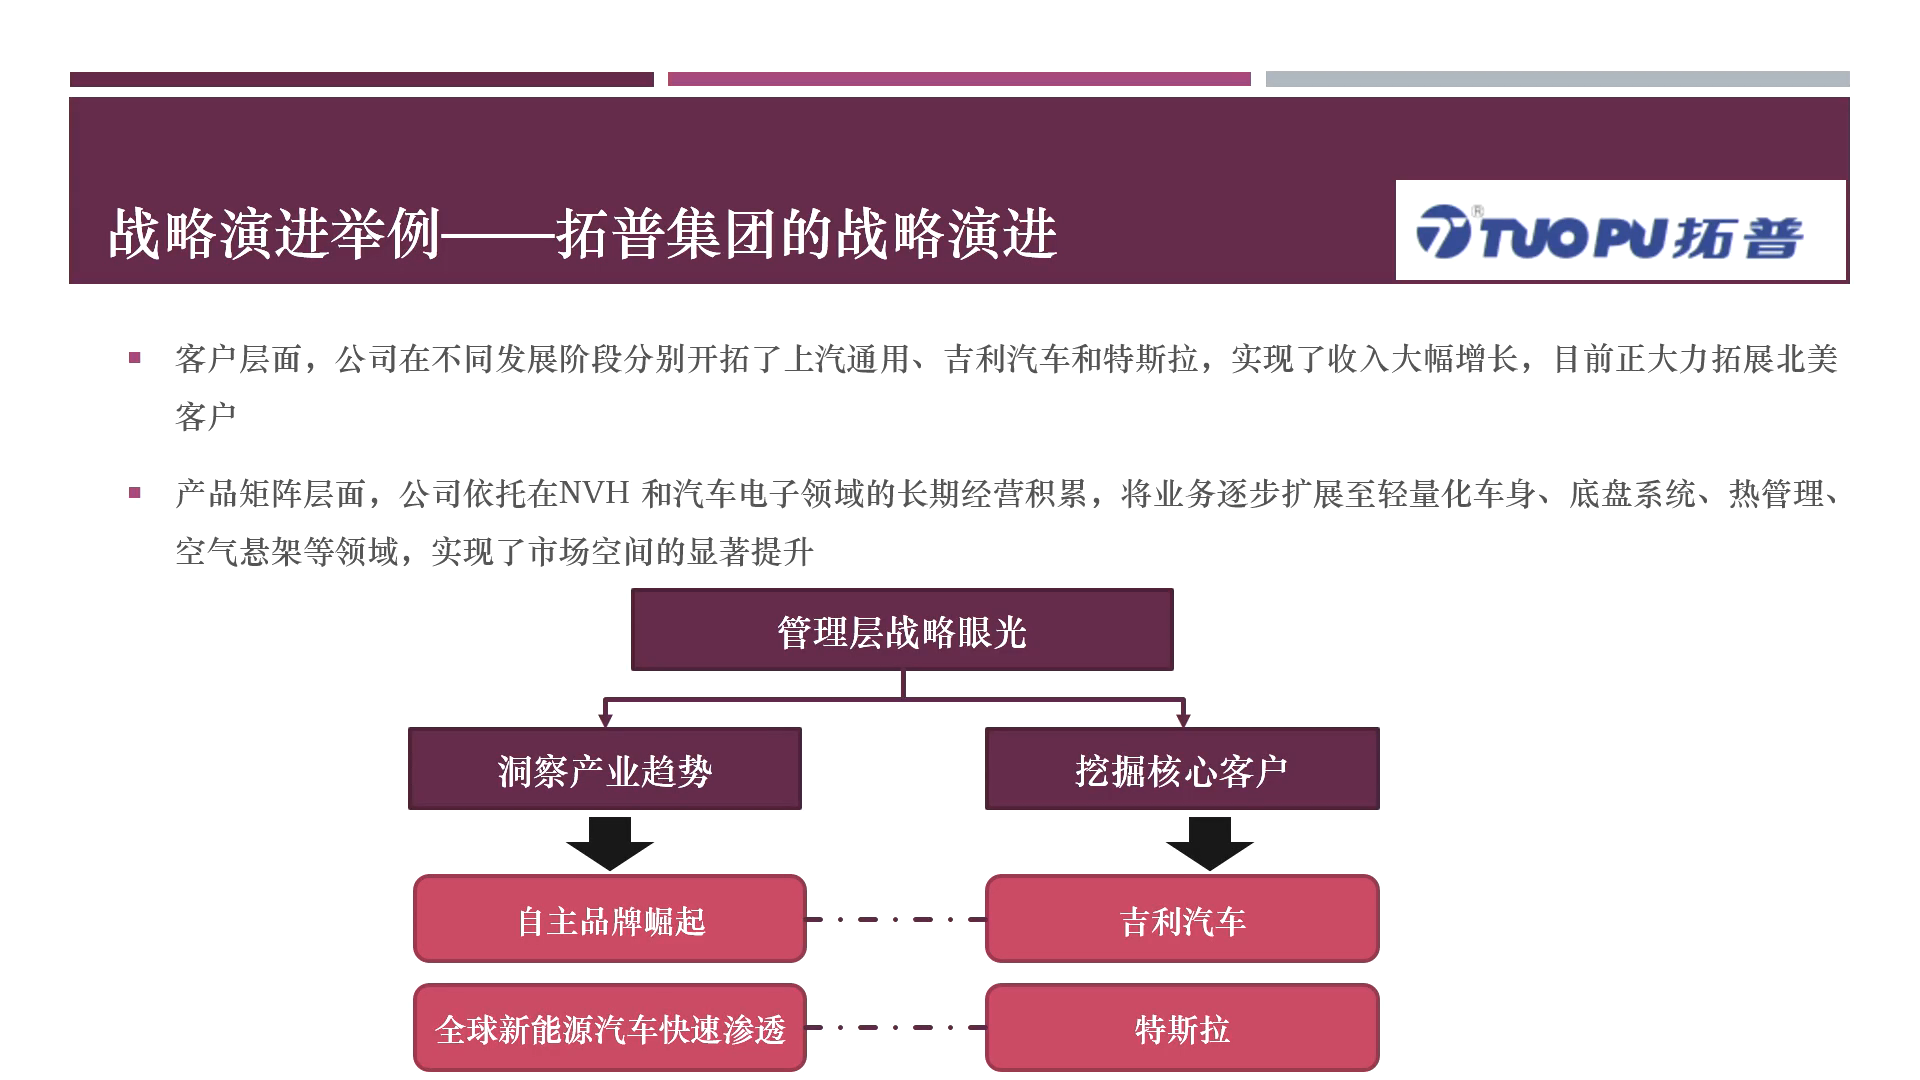 战略演进举例——拓普集团的战略演进
®TUOPU拓普
客户层面，公司在不同发展阶段分别开拓了上汽通用、吉利汽车和特斯拉，实现了收入大幅增长，目前正大力拓展北美
客户
产品矩阵层面，公司依托在NVH 和汽车电子领域的长期经营积累，将业务逐步扩展至轻量化车身、底盘系统、热管理、
空气悬架等领域，实现了市场空间的显著提升
管理层战略眼光
洞察产业趋势
挖掘核心客户
自主品牌崛起
吉利汽车
全球新能源汽车快速渗透
特斯拉